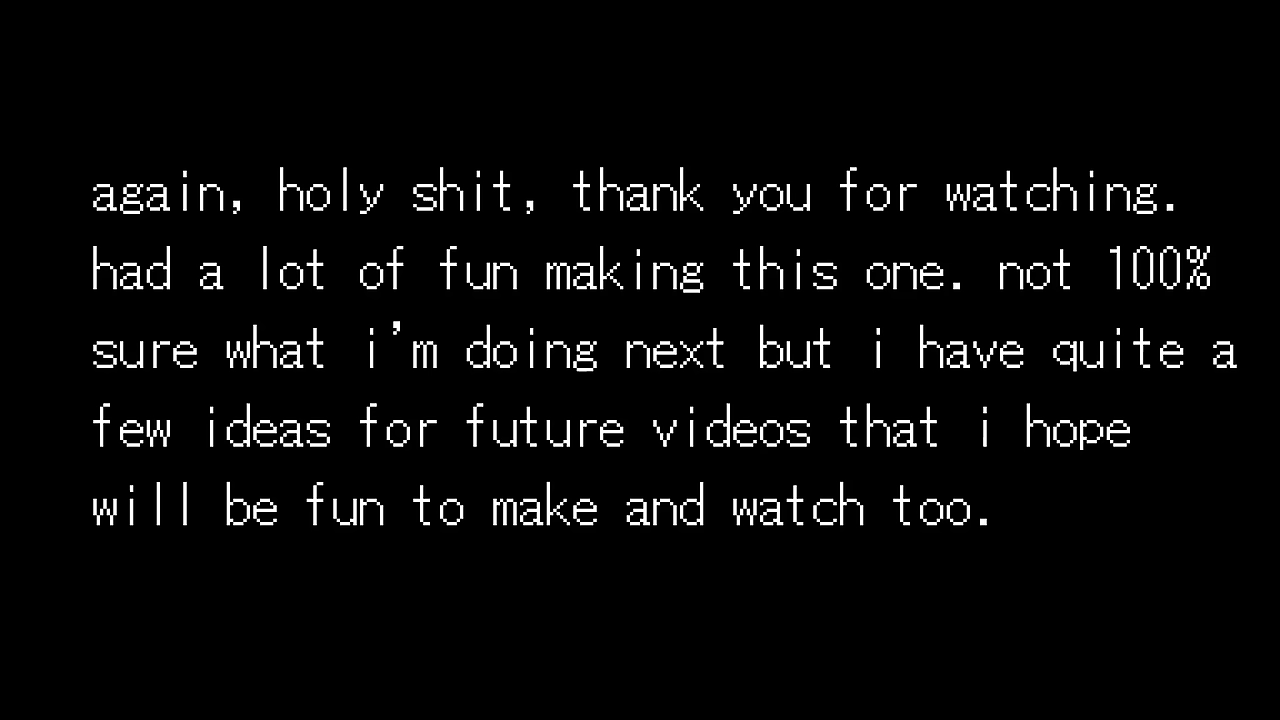 again, holy shit, thank you for watching.
had a lot of fun making this one. not 100%
sure what i'm doing next but i have quite a
few ideas for future videos that i hope
will be fun to make and watch too.